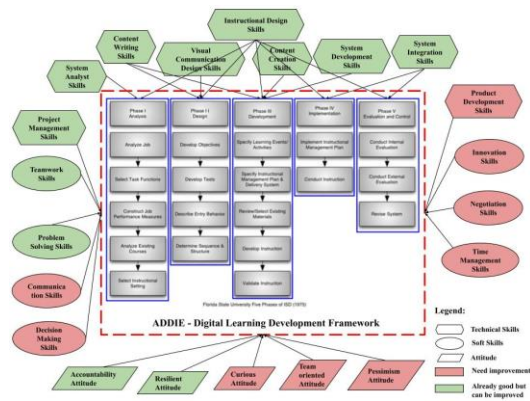 Instructional Design
Skills
Content
Writing
Skills
Visual
Communication
Design Skills
Content
Creation
Skills
System
Development
Skills
System
Integration
Skills
System
Analyst
Skills
Project
Management
Skills
Teamwork
Skills
Problem
Solving Skills
Communica
tion Skills
Decision
Making Skills
Phase I
Analysis
Analyze Job
Select Task Functions
Construct Job
Performance Measures
Analyze Existing
Courses
Select Instructional
Setting
Phase II
Design
Develop Objectives
Develop Tests
Describe Entry Behavior
Determine Sequence &
Structure
Phase III
Development
Specify Learning Events/
Activities
Specify Instructional
Management Plan &
Delivery System
Review/Select Existing
Materials
Develop Instruction
Validate Instruction
Phase IV
Implementation
Implement Instructional
Management Plan
Conduct Instruction
Phase V
Evaluation and Control
Conduct Internal
Evaluation
Conduct External
Evaluation
Revise System
Florida State University Five Phases of ISD (1975)
ADDIE - Digital Learning Development Framework
Product
Development
Skills
Innovation
Skills
Negotiation
Skills
Time
Management
Skills
Accountability
Attitude
Resilient
Attitude
Curious
Attitude
Team
oriented
Attitude
Pessimism
Attitude
Legend:
Technical Skills
Soft Skills
Attitude
Need improvement
Already good but
can be improved